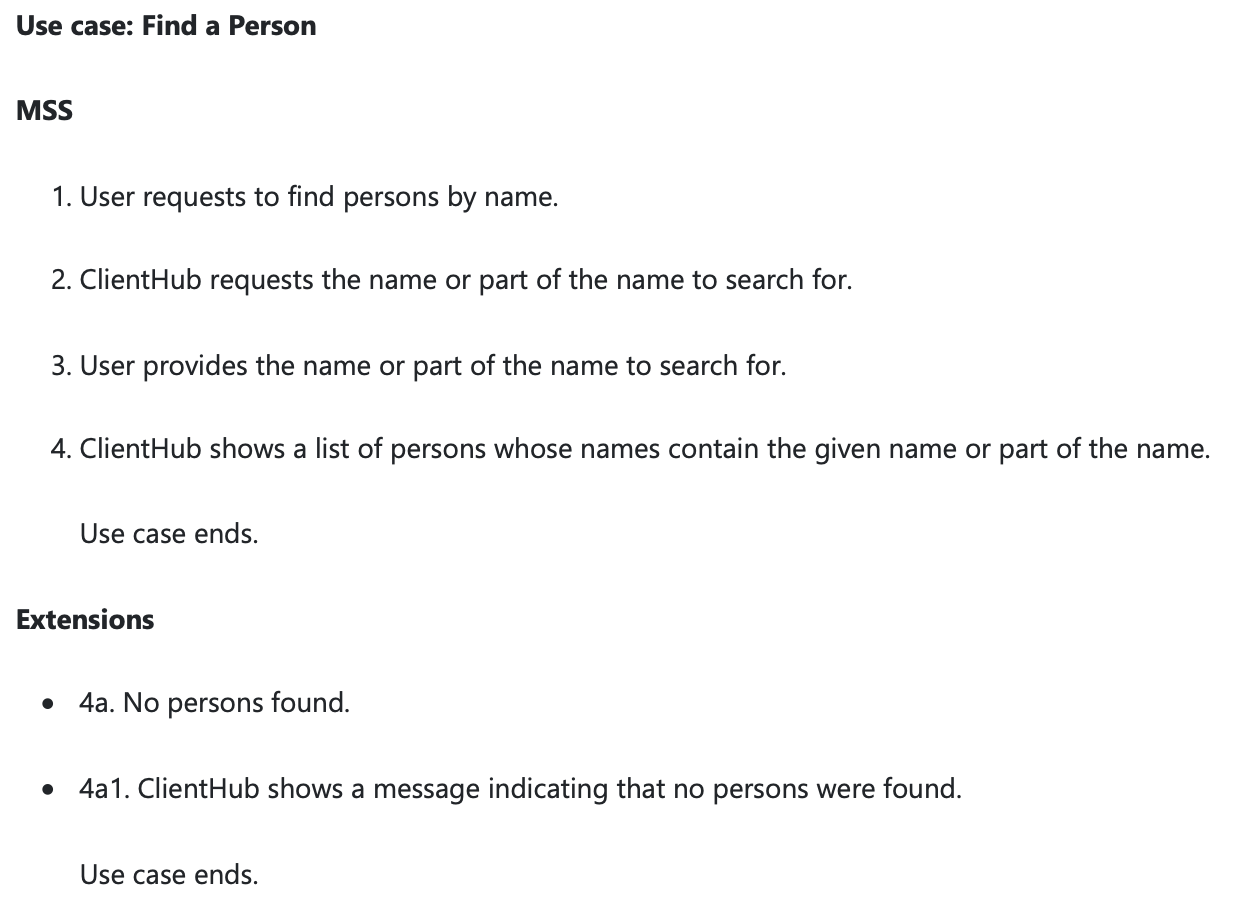 Use case: Find a Person
MSS
1. User requests to find persons by name.
2. ClientHub requests the name or part of the name to search for.
3. User provides the name or part of the name to search for.
4. ClientHub shows a list of persons whose names contain the given name or part of the name.
Use case ends.
Extensions
• 4a. No persons found.
• 4a1. ClientHub shows a message indicating that no persons were found.
Use case ends.